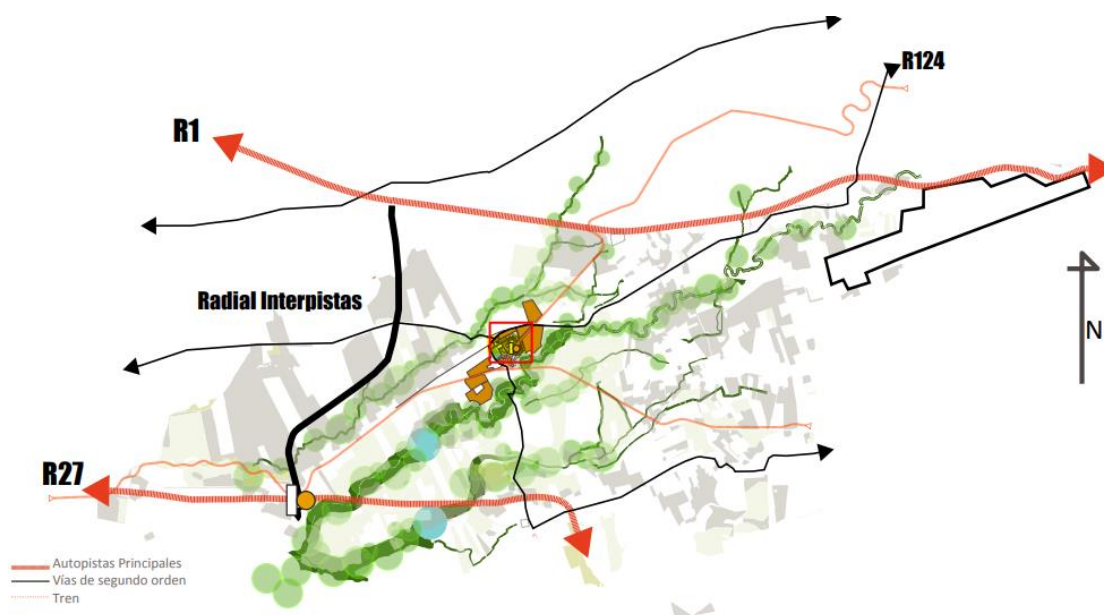 R124
R1
Radial Interpistas
N
R27
Autopistas Principales
Vías de segundo orden
Tren